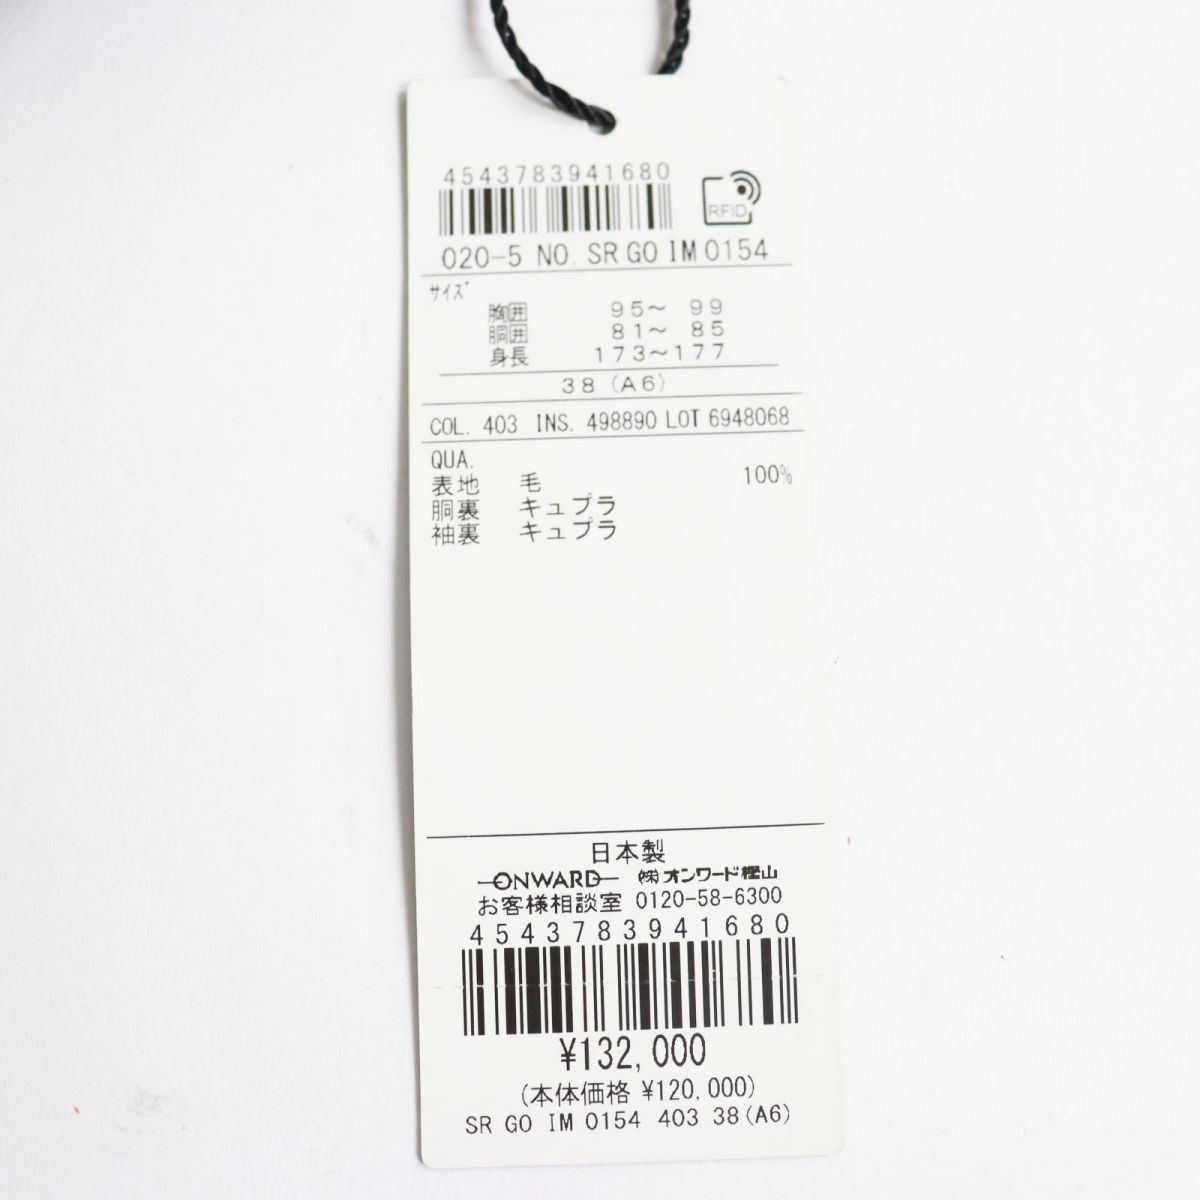 4543783941680
RFID
020-5 NO. SR GO IM 0154
サイズ
胸囲 95～ 99
胴囲 81～ 85
身長 173～177
38 (A6)
COL. 403 INS. 498890 LOT 6948068
QUA.
表地 毛 100%
胴裏 キュプラ
袖裏 キュプラ
日本製
ONWARD ㈱オンワード樫山
お客様相談室 0120-58-6300
4543783941680
¥132,000
(本体価格 ¥120,000)
SR GO IM 0154 403 38(A6)